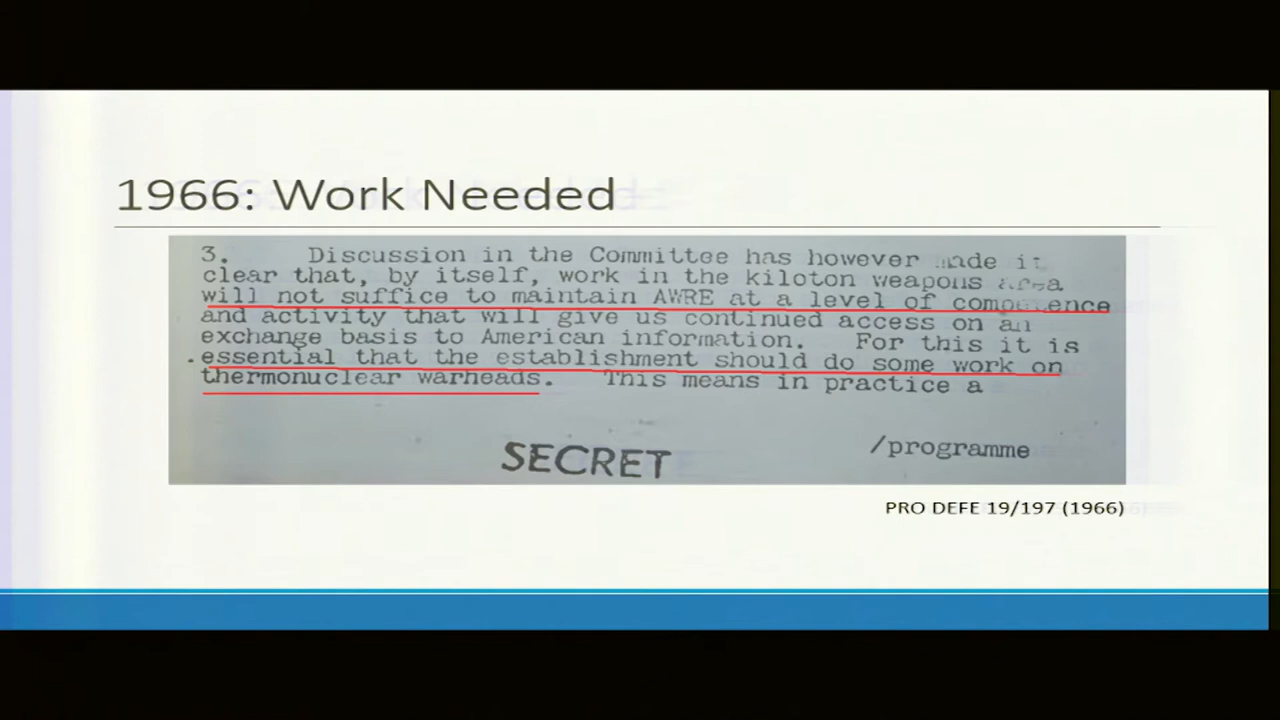 1966: Work Needed
3. Discussion in the Committee has however made it
clear that, by itself, work in the kiloton weapons area
will not suffice to maintain AWRE at a level of competence
and activity that will give us continued access on an
exchange basis to American information. For this it is
essential that the establishment should do some work on
thermonuclear warheads. This means in practice a
/programme
SECRET
PRO DEFE 19/197 (1966)